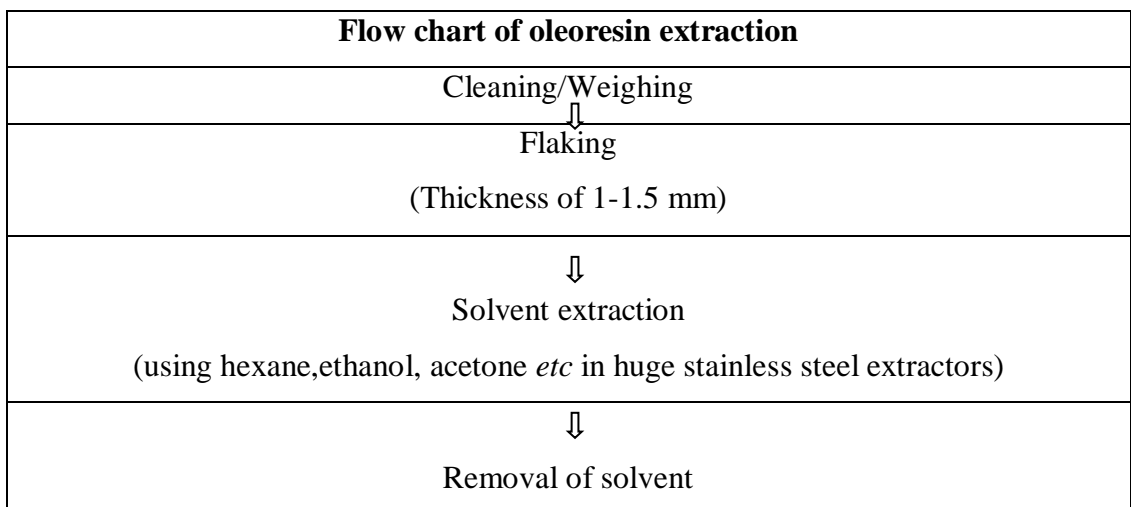 Flow chart of oleoresin extraction
Cleaning/Weighing
⇩
Flaking
(Thickness of 1-1.5 mm)
⇩
Solvent extraction
(using hexane,ethanol, acetone etc in huge stainless steel extractors)
⇩
Removal of solvent